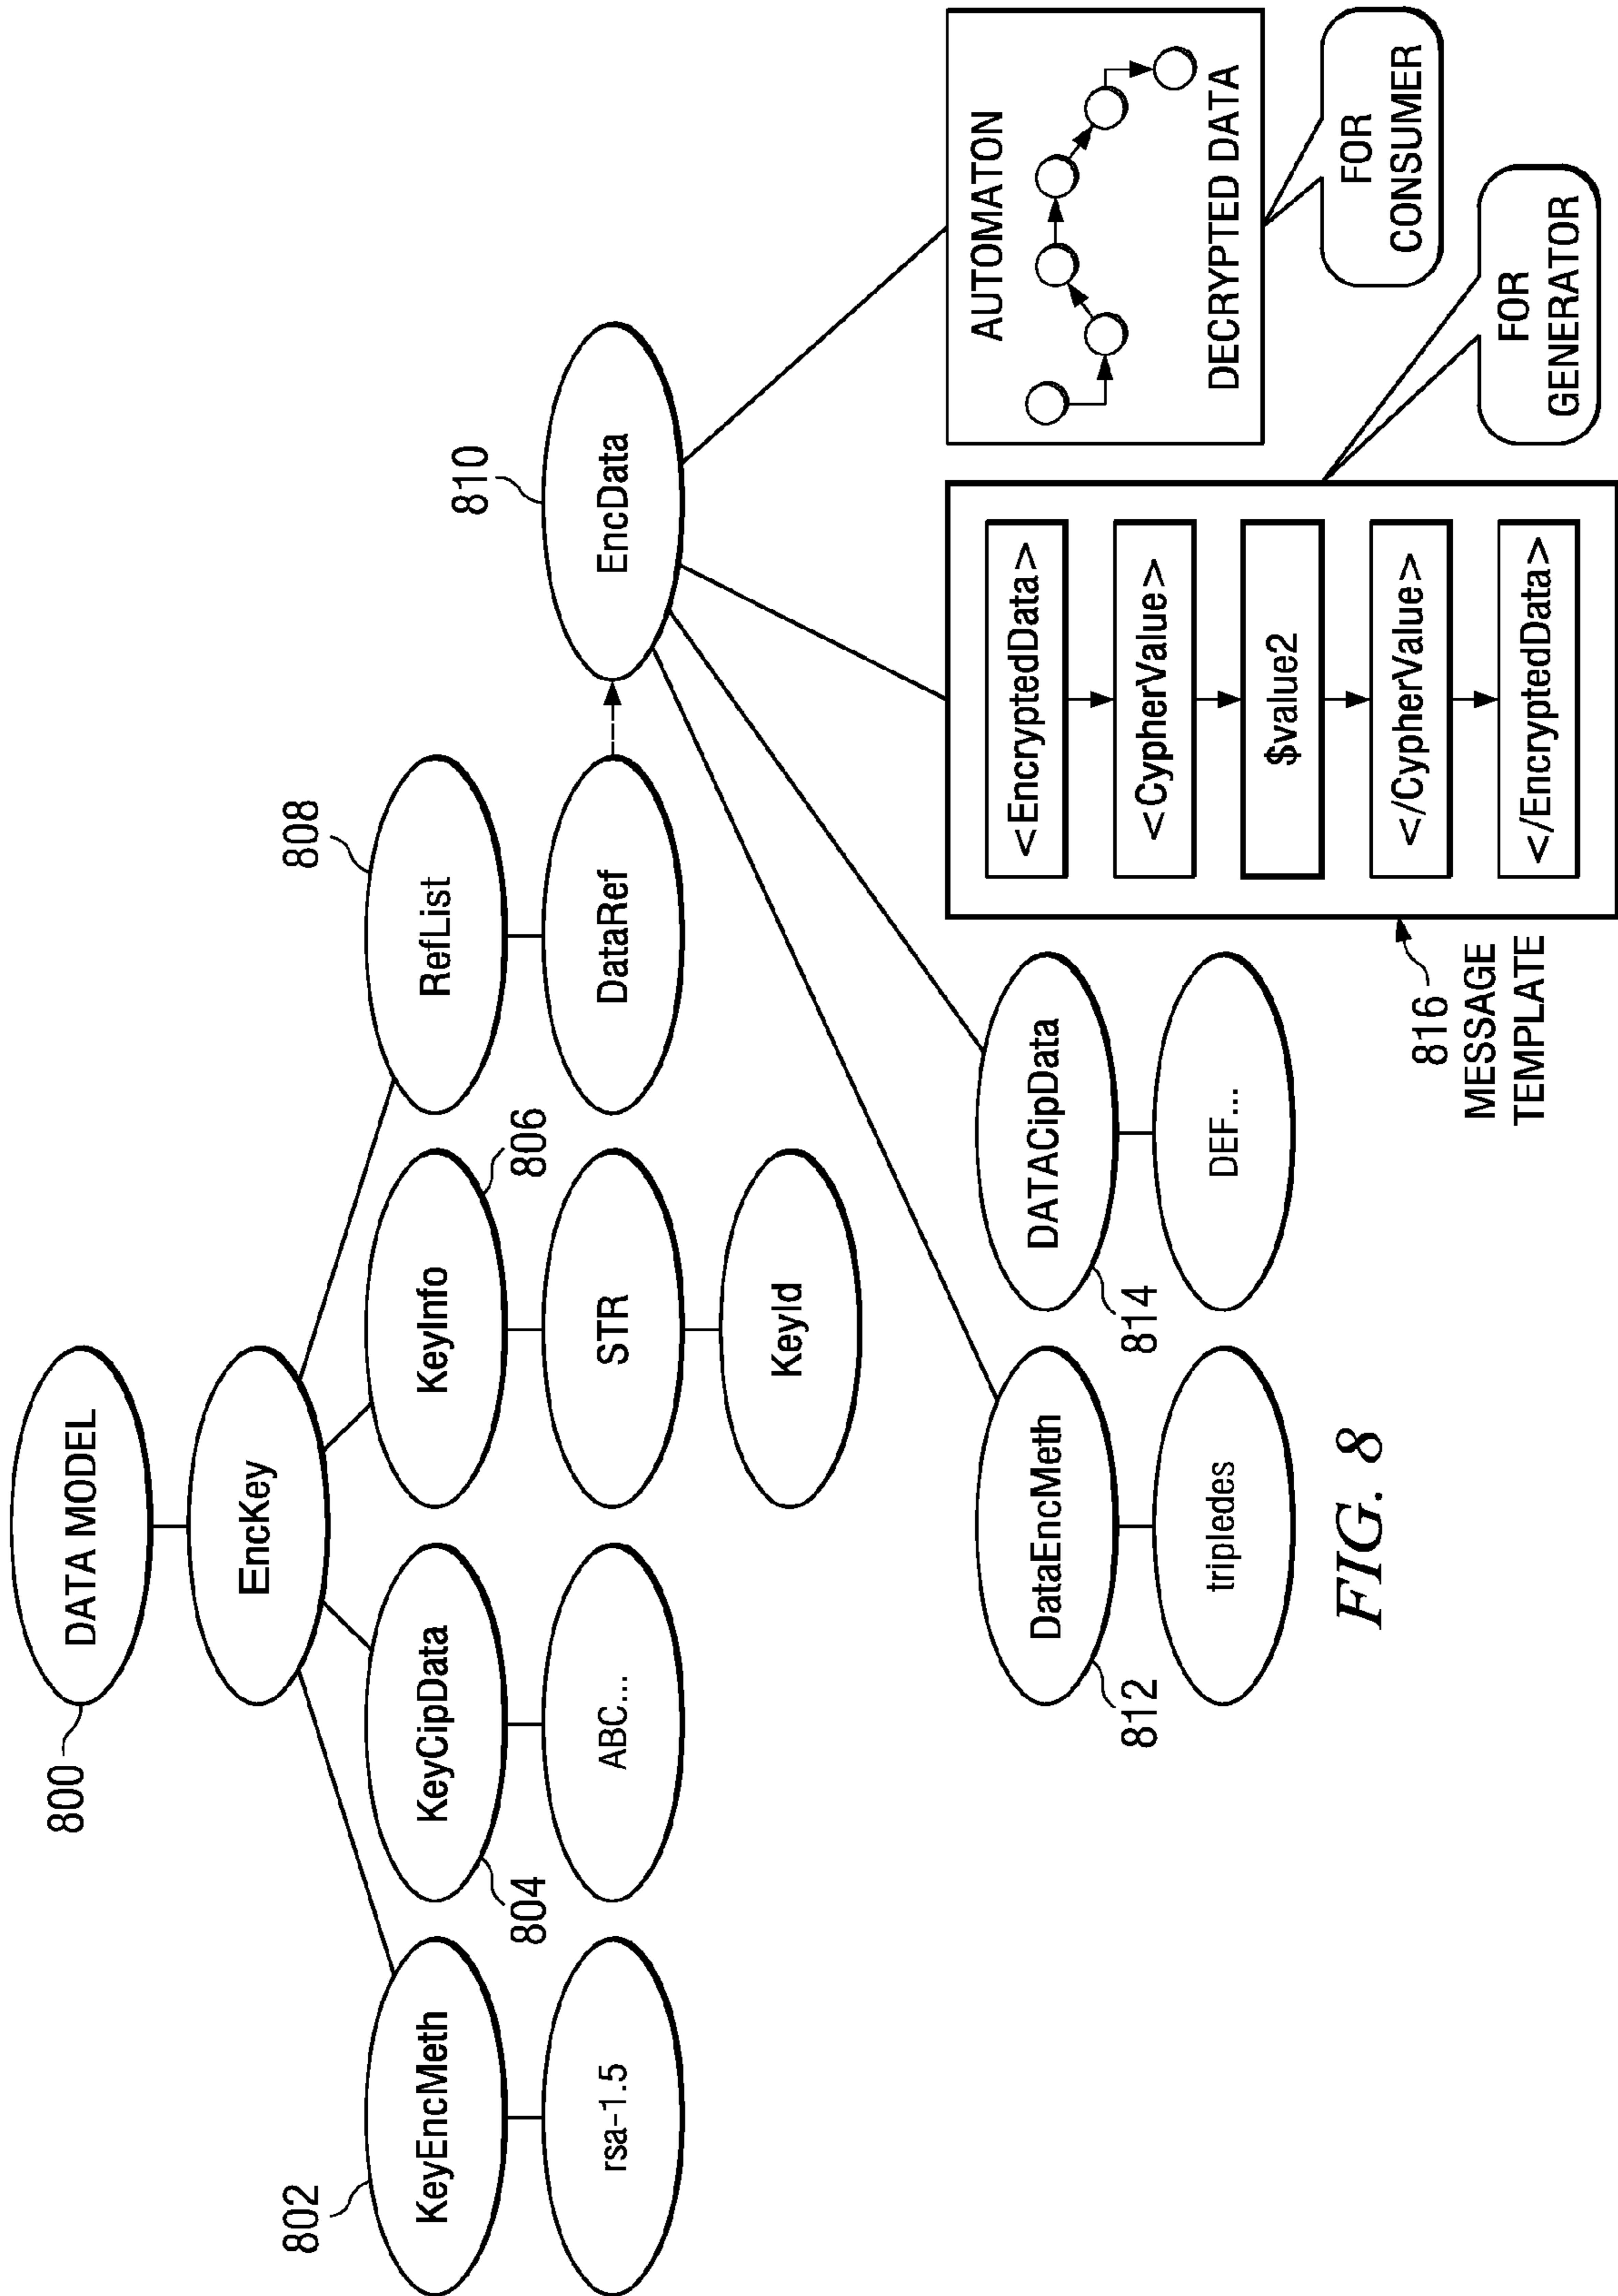 800
DATA MODEL
EncKey
802
KeyEncMeth
rsa-1.5
804
KeyCipData
ABC...
KeyInfo
806
STR
KeyId
808
RefList
DataRef
810
EncData
812
DataEncMeth
tripledes
814
DATACipData
DEF...
816
MESSAGE
TEMPLATE
<EncryptedData>
<CypherValue>
$value2
</CypherValue>
</EncryptedData>
AUTOMATON
DECRYPTED DATA
FOR
CONSUMER
FOR
GENERATOR
FIG. 8